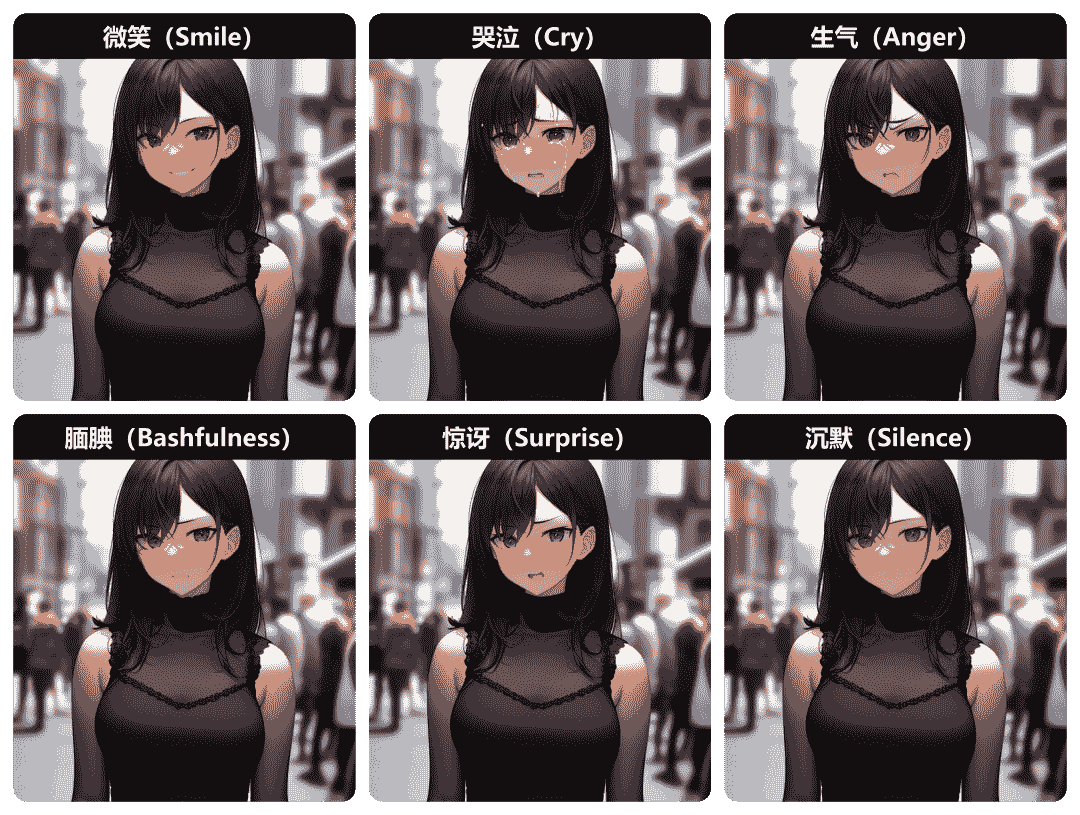 微笑（Smile）
哭泣（Cry）
生气（Anger）
腼腆（Bashfulness）
惊讶（Surprise）
沉默（Silence）